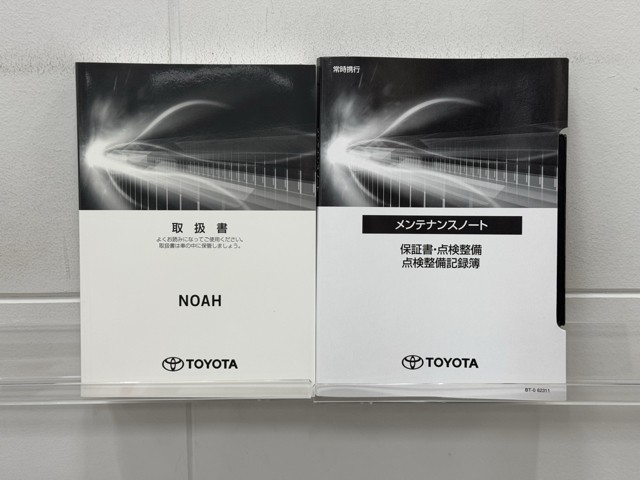 取扱書
よくお読みになってご使用ください。
取扱書は車の中に保管しましょう。
NOAH
TOYOTA
常時携行
メンテナンスノート
保証書・点検整備
点検整備記録簿
TOYOTA
BT-II 62311